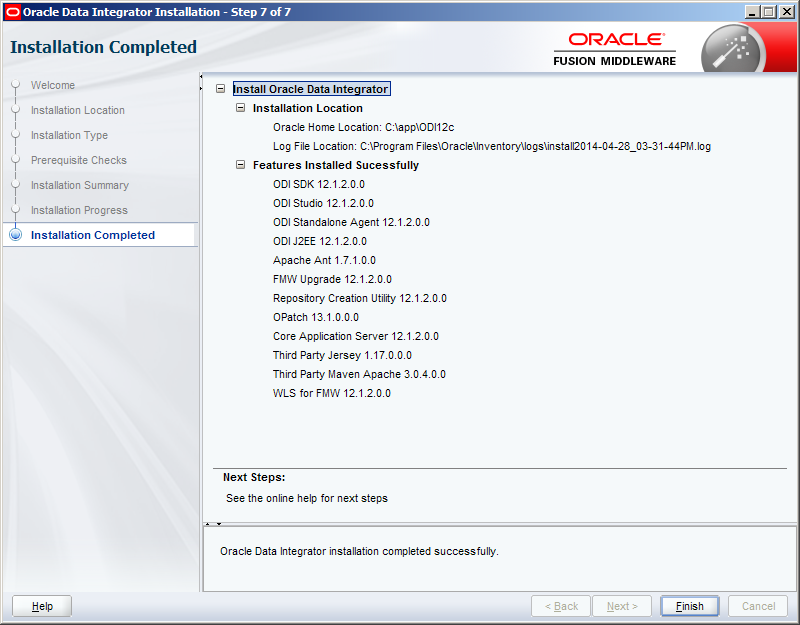 Oracle Data Integrator Installation - Step 7 of 7
Installation Completed
ORACLE
FUSION MIDDLEWARE
Welcome
Installation Location
Installation Type
Prerequisite Checks
Installation Summary
Installation Progress
Installation Completed
Install Oracle Data Integrator
Installation Location
Oracle Home Location: C:\app\ODI12c
Log File Location: C:\Program Files\Oracle\Inventory\logs\install2014-04-28_03-31-44PM.log
Features Installed Sucessfully
ODI SDK 12.1.2.0.0
ODI Studio 12.1.2.0.0
ODI Standalone Agent 12.1.2.0.0
ODI J2EE 12.1.2.0.0
Apache Ant 1.7.1.0.0
FMW Upgrade 12.1.2.0.0
Repository Creation Utility 12.1.2.0.0
OPatch 13.1.0.0.0
Core Application Server 12.1.2.0.0
Third Party Jersey 1.17.0.0.0
Third Party Maven Apache 3.0.4.0.0
WLS for FMW 12.1.2.0.0
Next Steps:
See the online help for next steps
Oracle Data Integrator installation completed successfully.
Help
< Back
Next >
Finish
Cancel